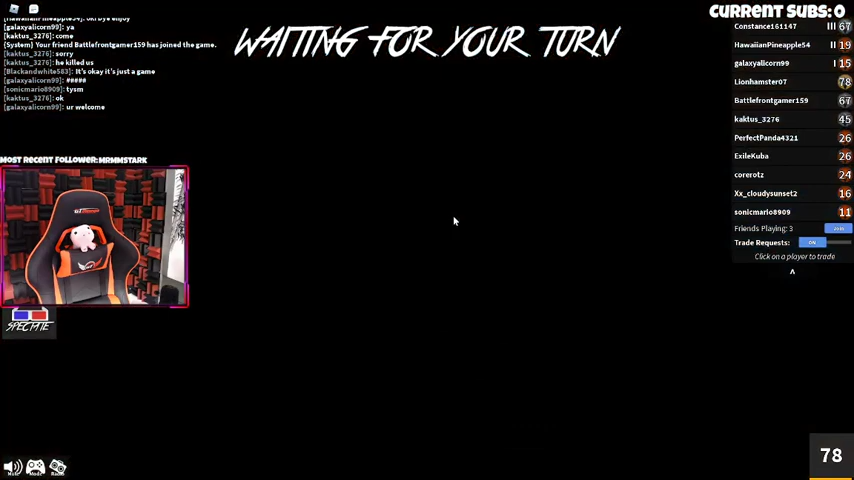 CURRENT SUBS: 0
WAITING FOR YOUR TURN
[galaxyalicorn99]: ya
[kaktus_3276]: come
[System] Your friend Battlefrontgamer159 has joined the game.
[kaktus_3276]: sorry
[kaktus_3276]: he killed us
[Blackandwhite583]: It's okay it's just a game
[galaxyalicorn99]: #####
[sonicmario8909]: tysm
[kaktus_3276]: ok
[galaxyalicorn99]: ur welcome
Constance161147 III 67
HawaiianPineapple54 II 19
galaxyalicorn99 I 15
Lionhamster07 78
Battlefrontgamer159 67
kaktus_3276 45
PerfectPanda4321 26
ExileKuba 26
corerotz 24
Xx_cloudysunset2 16
sonicmario8909 11
Friends Playing: 3
Trade Requests: ON
Click on a player to trade
MOST RECENT FOLLOWER: MRMMSTARK
SPECTATE
78